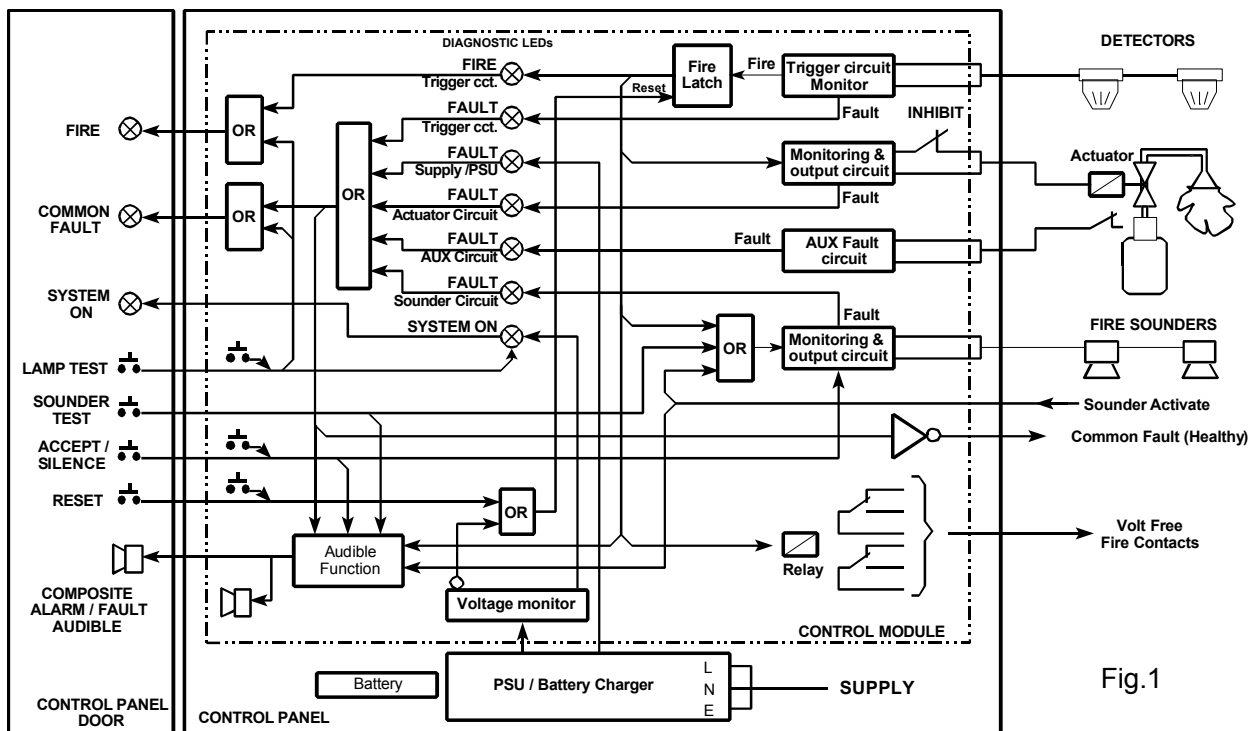 DIAGNOSTIC LEDs
DETECTORS
FIRE
Trigger cct.
Fire
Latch
Fire
Trigger circuit
Monitor
Reset
Fault
FAULT
Trigger cct.
INHIBIT
FIRE
OR
FAULT
Supply /PSU
Monitoring &
output circuit
Actuator
OR
COMMON
FAULT
OR
FAULT
Actuator Circuit
Fault
FAULT
AUX Circuit
Fault
AUX Fault
circuit
FAULT
Sounder Circuit
SYSTEM
ON
SYSTEM ON
Fault
FIRE SOUNDERS
OR
Monitoring &
output circuit
LAMP TEST
SOUNDER
TEST
Sounder Activate
ACCEPT /
SILENCE
Common Fault (Healthy)
RESET
OR
Audible
Function
Relay
Volt Free
Fire Contacts
COMPOSITE
ALARM / FAULT
AUDIBLE
Voltage monitor
CONTROL MODULE
Battery
PSU / Battery Charger
L
N
E
SUPPLY
Fig.1
CONTROL PANEL
DOOR
CONTROL PANEL